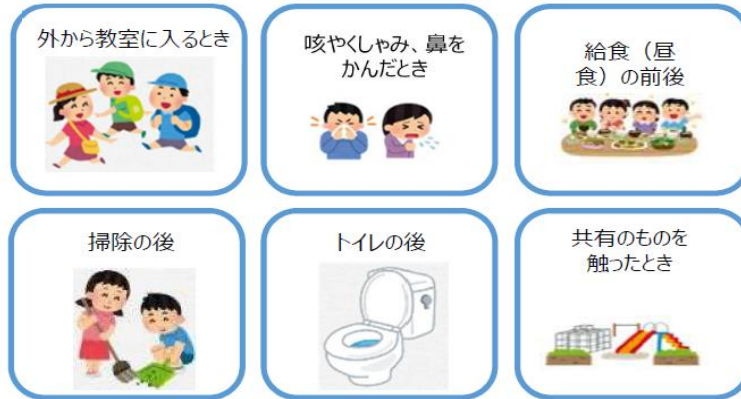 外から教室に入るとき
咳やくしゃみ、鼻を
かんだとき
給食（昼
食）の前後
掃除の後
トイレの後
共有のものを
触ったとき